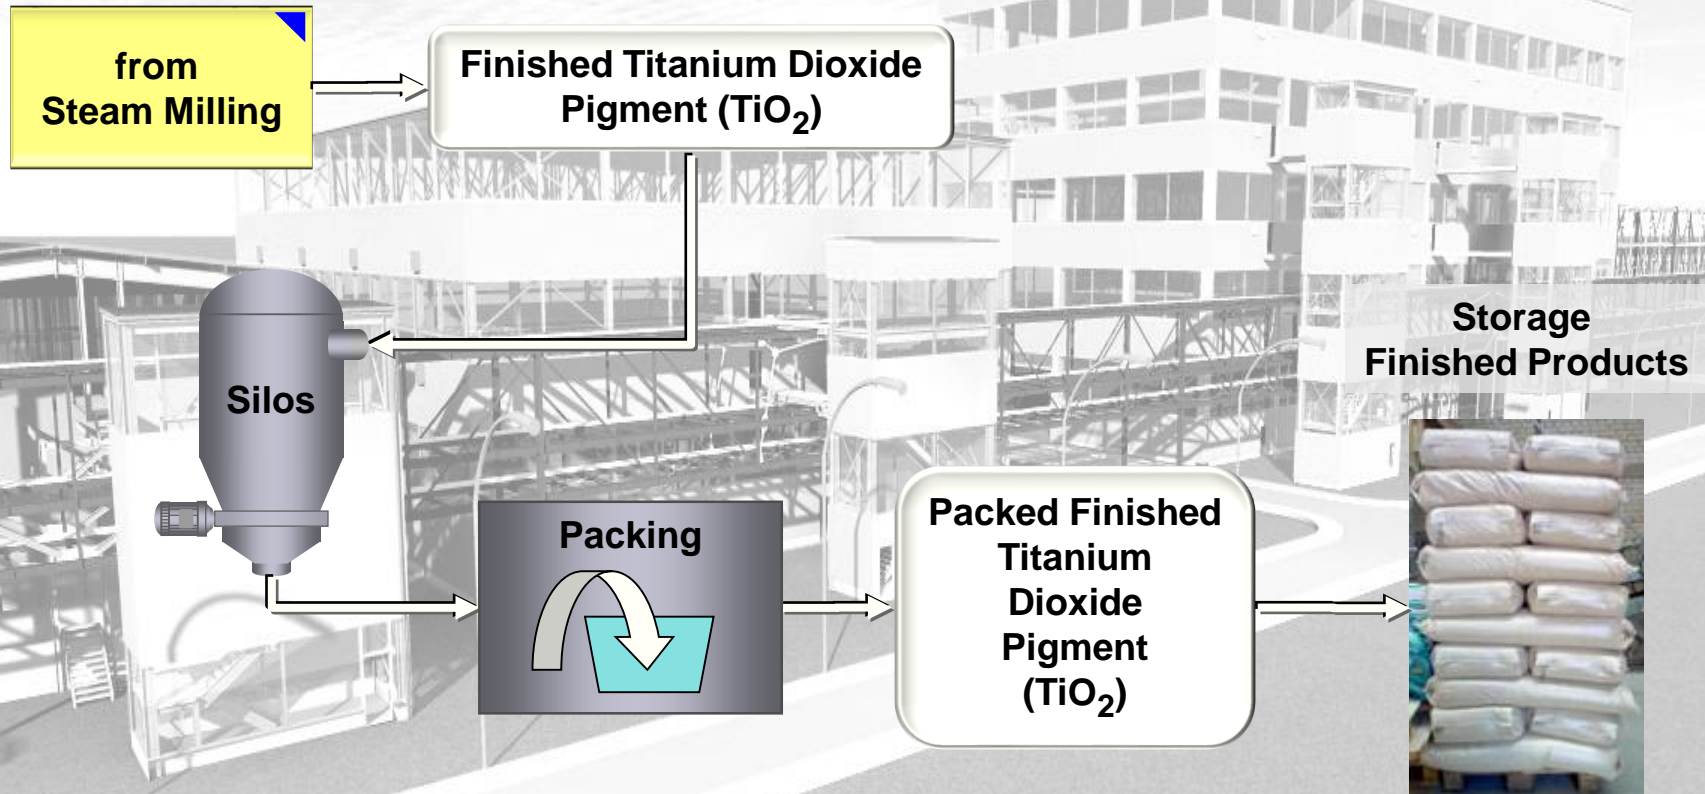 from
Steam Milling
Finished Titanium Dioxide
Pigment (TiO₂)
Silos
Packing
Packed Finished
Titanium
Dioxide
Pigment
(TiO₂)
Storage
Finished Products